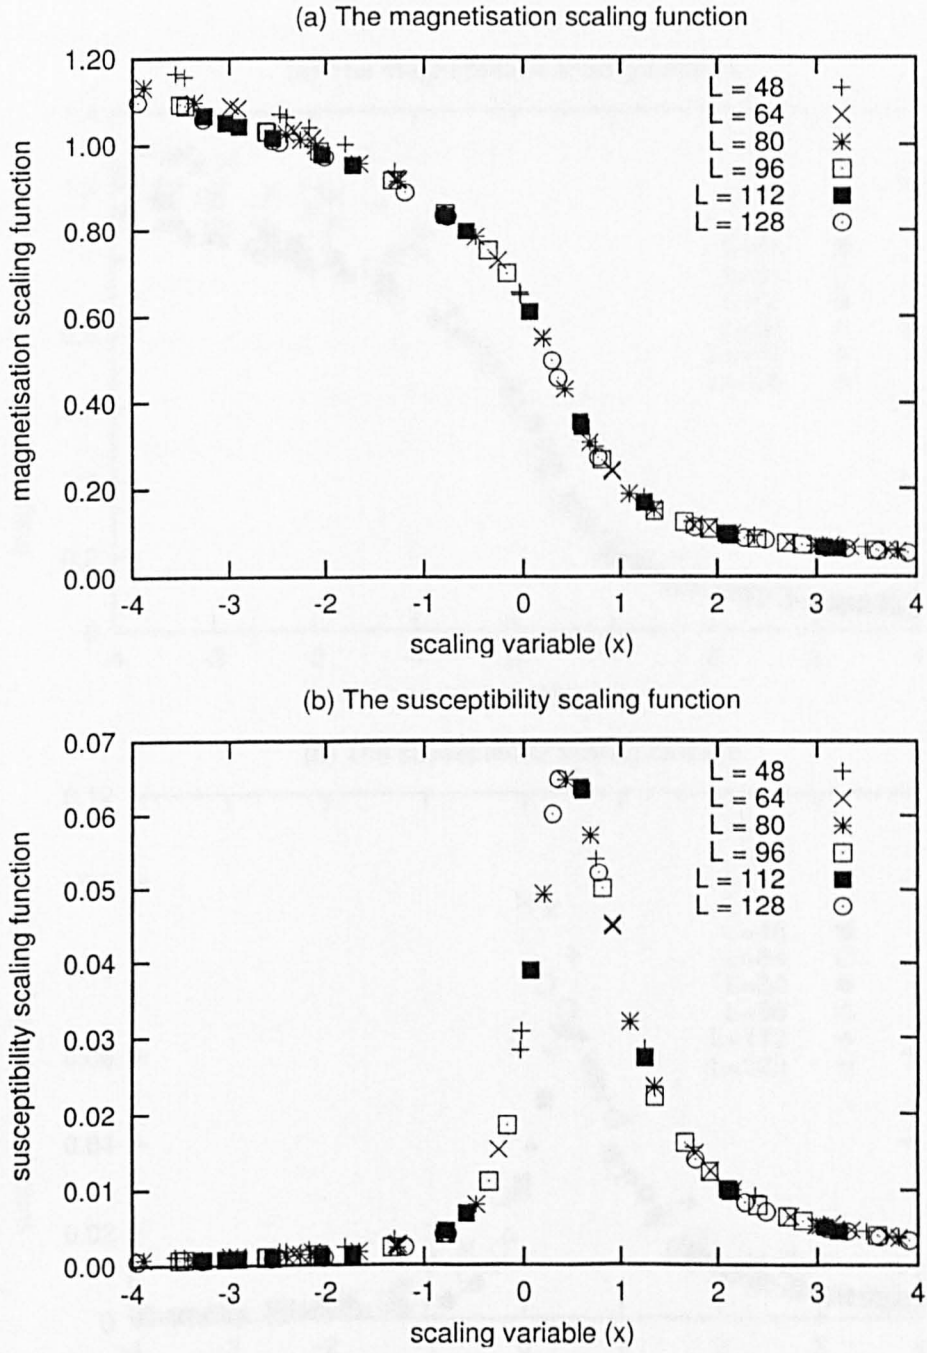 (a) The magnetisation scaling function
1.20
1.00
0.80
0.60
0.40
0.20
0.00
magnetisation scaling function
L = 48
L = 64
L = 80
L = 96
L = 112
L = 128
-4 -3 -2 -1 0 1 2 3 4
scaling variable (x)
(b) The susceptibility scaling function
0.07
0.06
0.05
0.04
0.03
0.02
0.01
0.00
susceptibility scaling function
L = 48
L = 64
L = 80
L = 96
L = 112
L = 128
-4 -3 -2 -1 0 1 2 3 4
scaling variable (x)